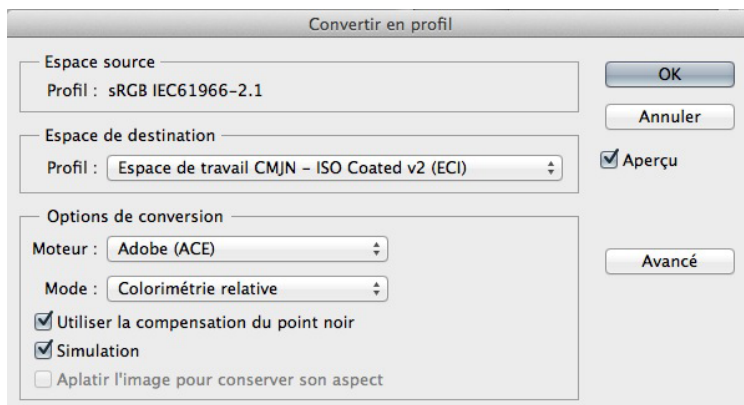 Convertir en profil
Espace source
Profil : sRGB IEC61966-2.1
OK
Annuler
Espace de destination
Profil : Espace de travail CMJN - ISO Coated v2 (ECI)
Aperçu
Options de conversion
Moteur : Adobe (ACE)
Avancé
Mode : Colorimétrie relative
Utiliser la compensation du point noir
Simulation
Aplatir l'image pour conserver son aspect